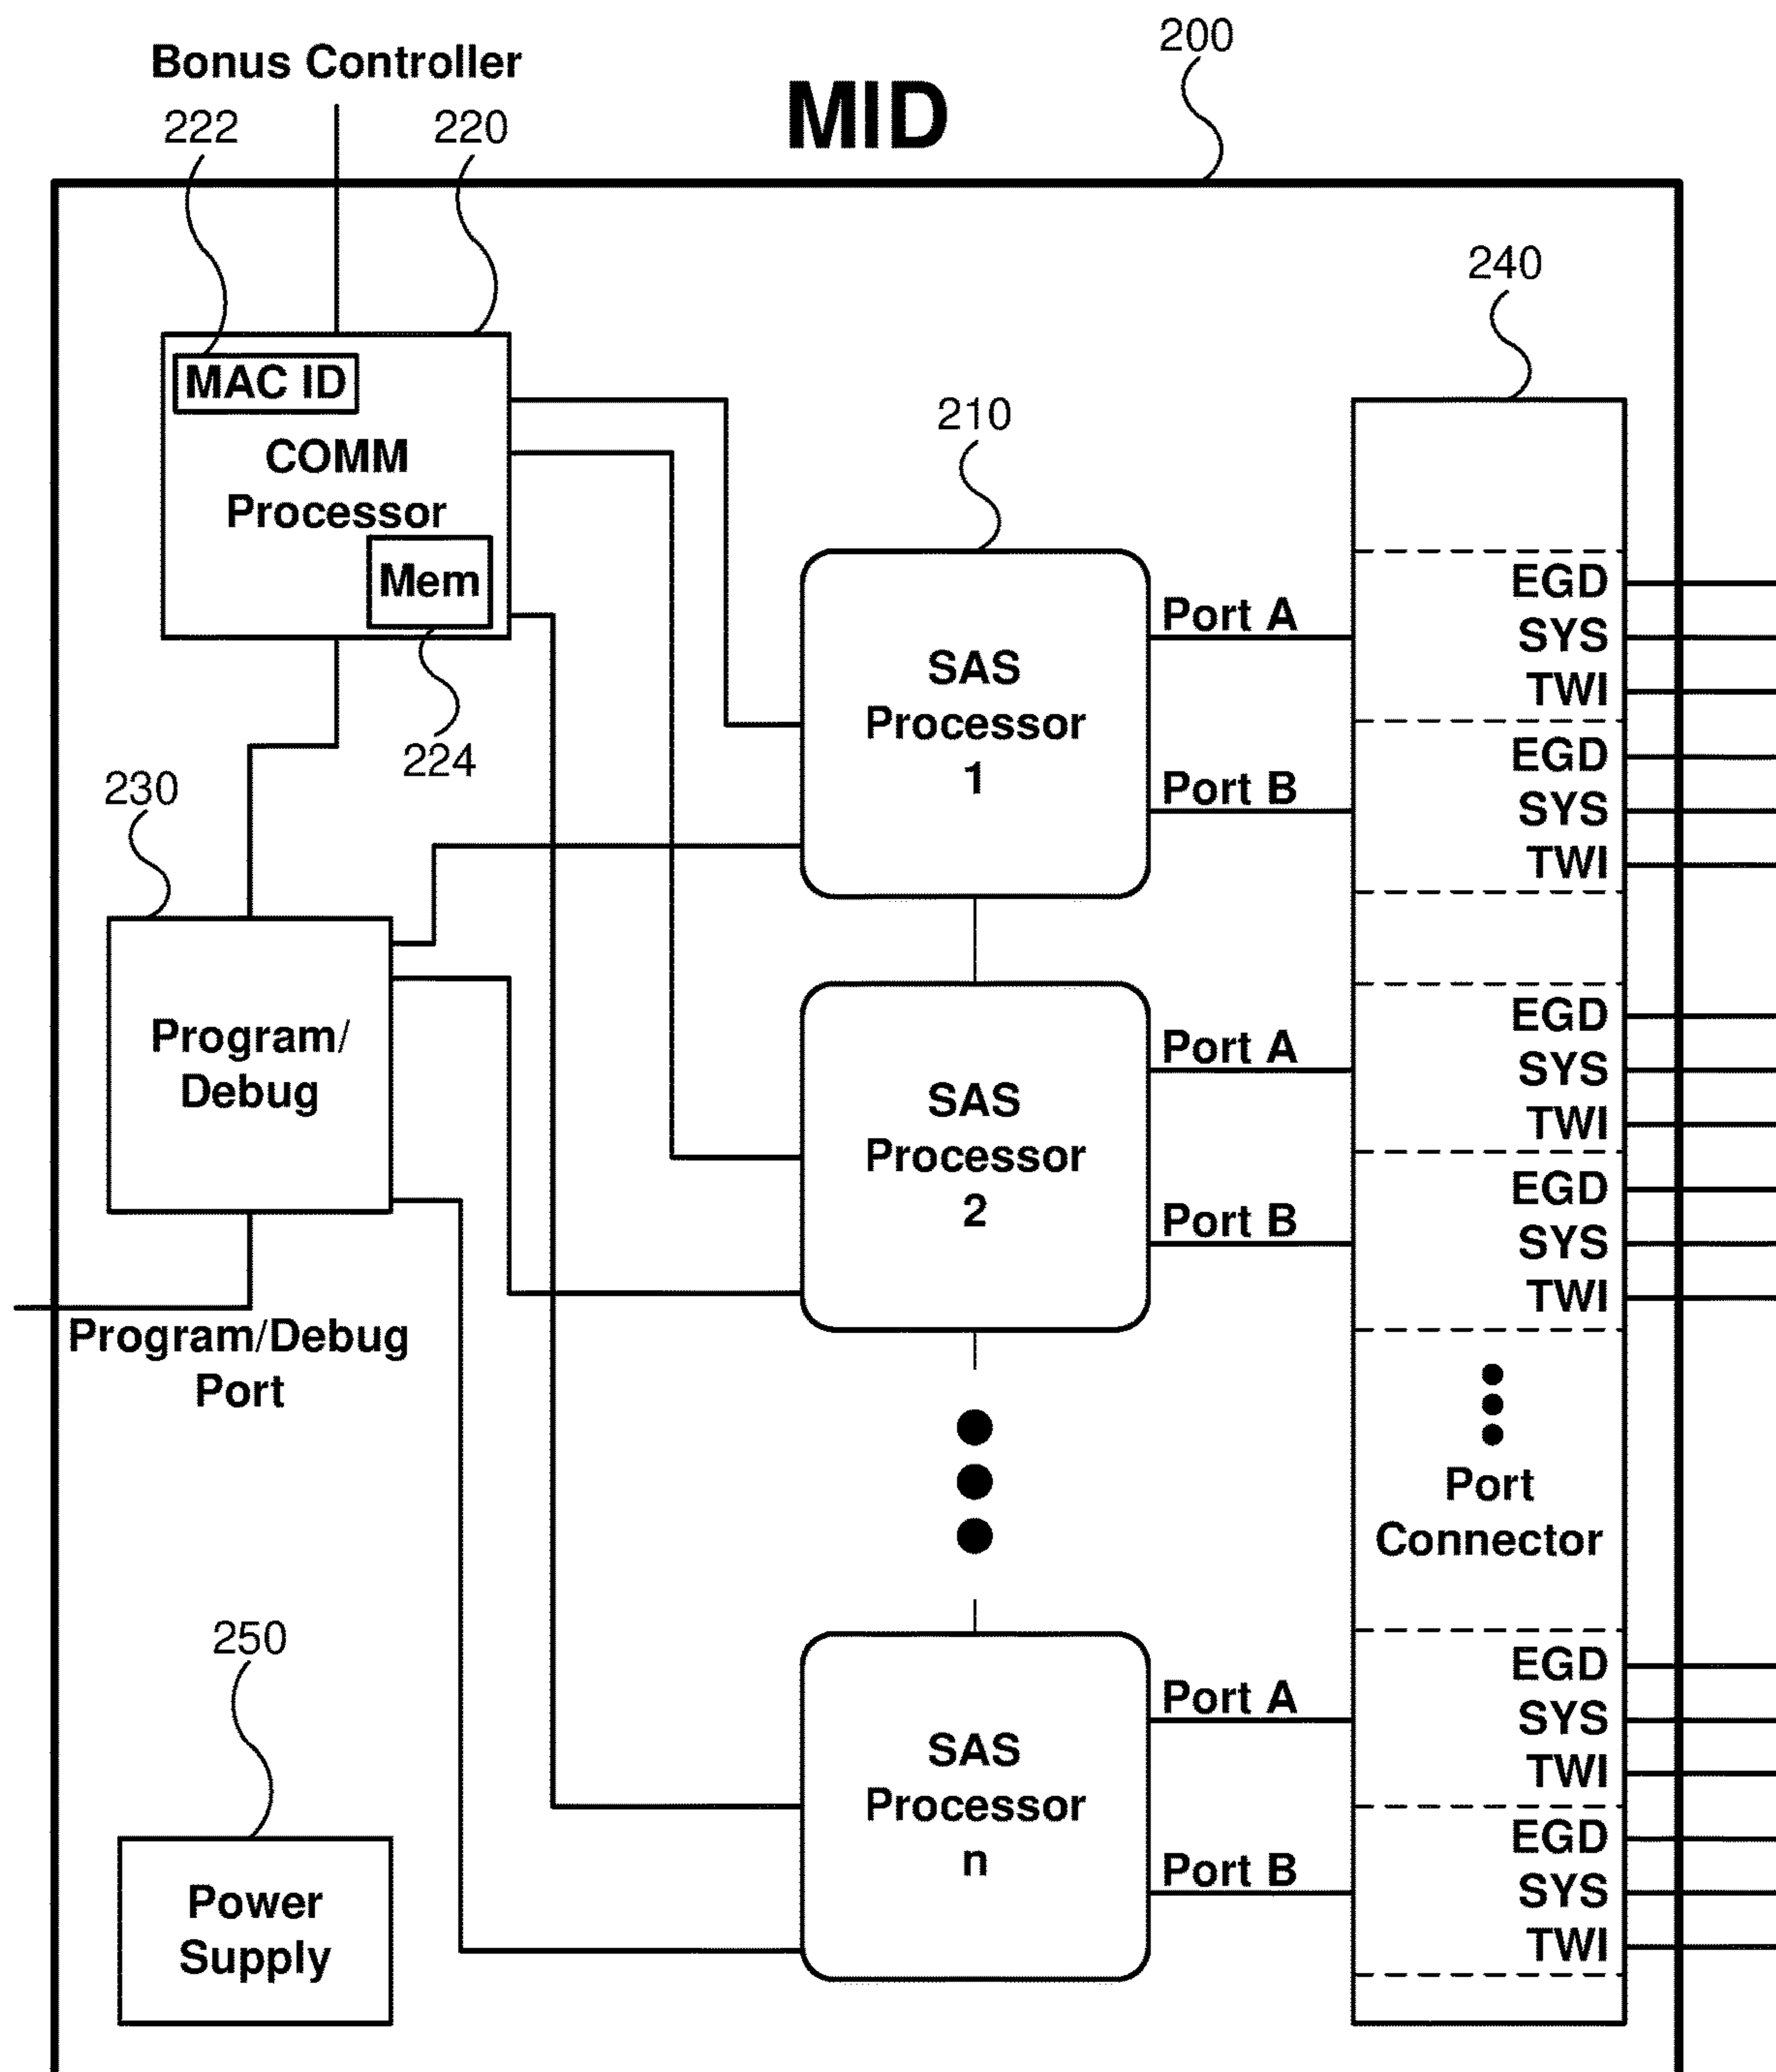 200
Bonus Controller
MID
222
220
240
MAC ID
COMM
Processor
Mem
224
210
SAS
Processor
1
Port A
Port B
EGD
SYS
TWI
EGD
SYS
TWI
230
Program/
Debug
Program/Debug
Port
SAS
Processor
2
Port A
Port B
EGD
SYS
TWI
EGD
SYS
TWI
Port
Connector
250
Power
Supply
SAS
Processor
n
Port A
Port B
EGD
SYS
TWI
EGD
SYS
TWI